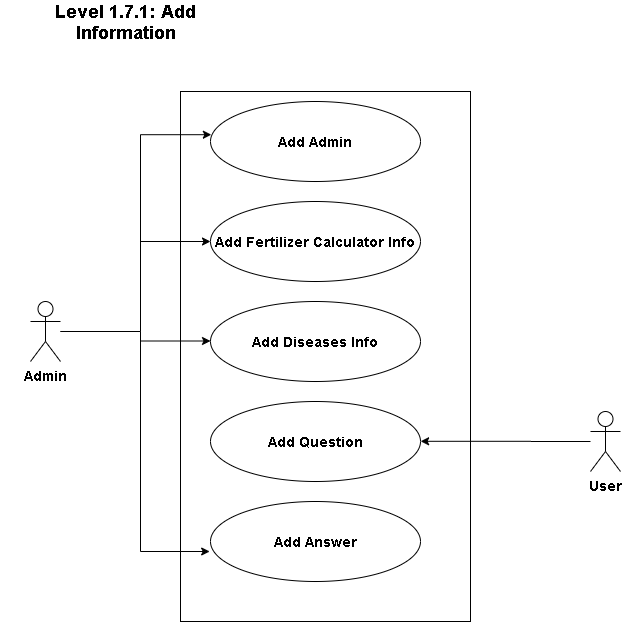 Level 1.7.1: Add
Information
Add Admin
Add Fertilizer Calculator Info
Add Diseases Info
Admin
Add Question
User
Add Answer